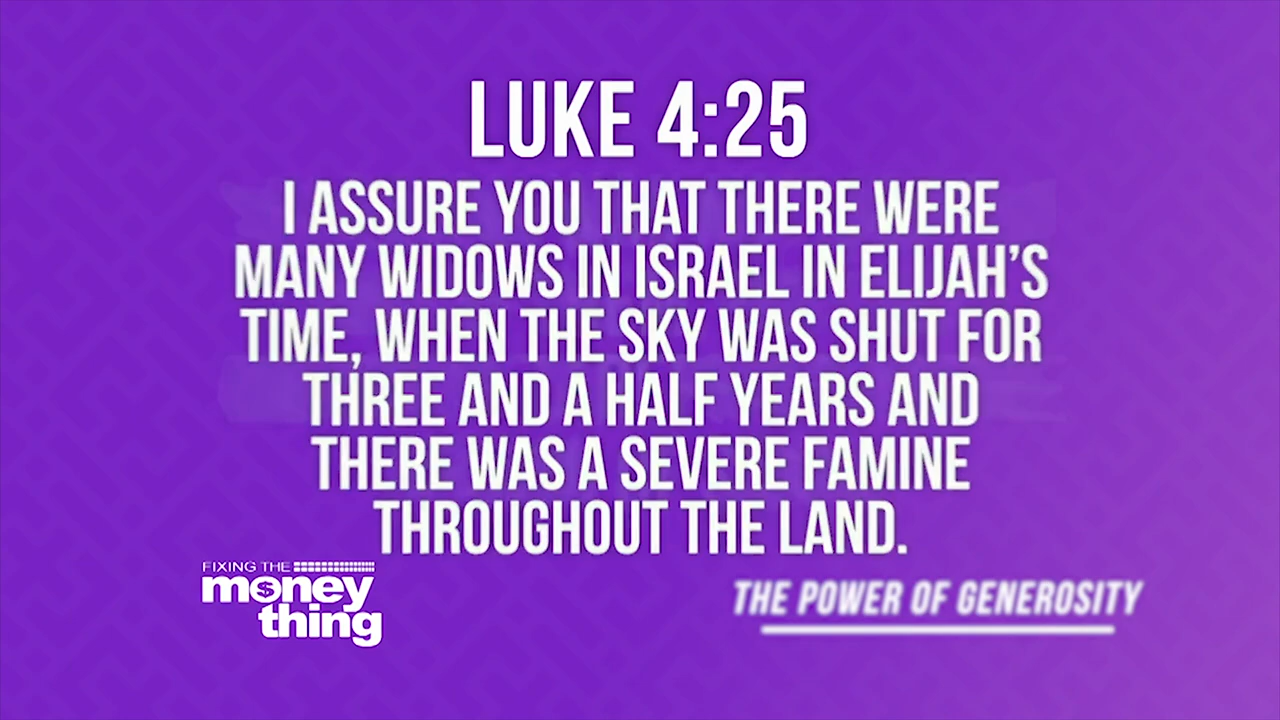 LUKE 4:25
I ASSURE YOU THAT THERE WERE
MANY WIDOWS IN ISRAEL IN ELIJAH’S
TIME, WHEN THE SKY WAS SHUT FOR
THREE AND A HALF YEARS AND
THERE WAS A SEVERE FAMINE
THROUGHOUT THE LAND.
FIXING THE
money
thing
THE POWER OF GENEROSITY